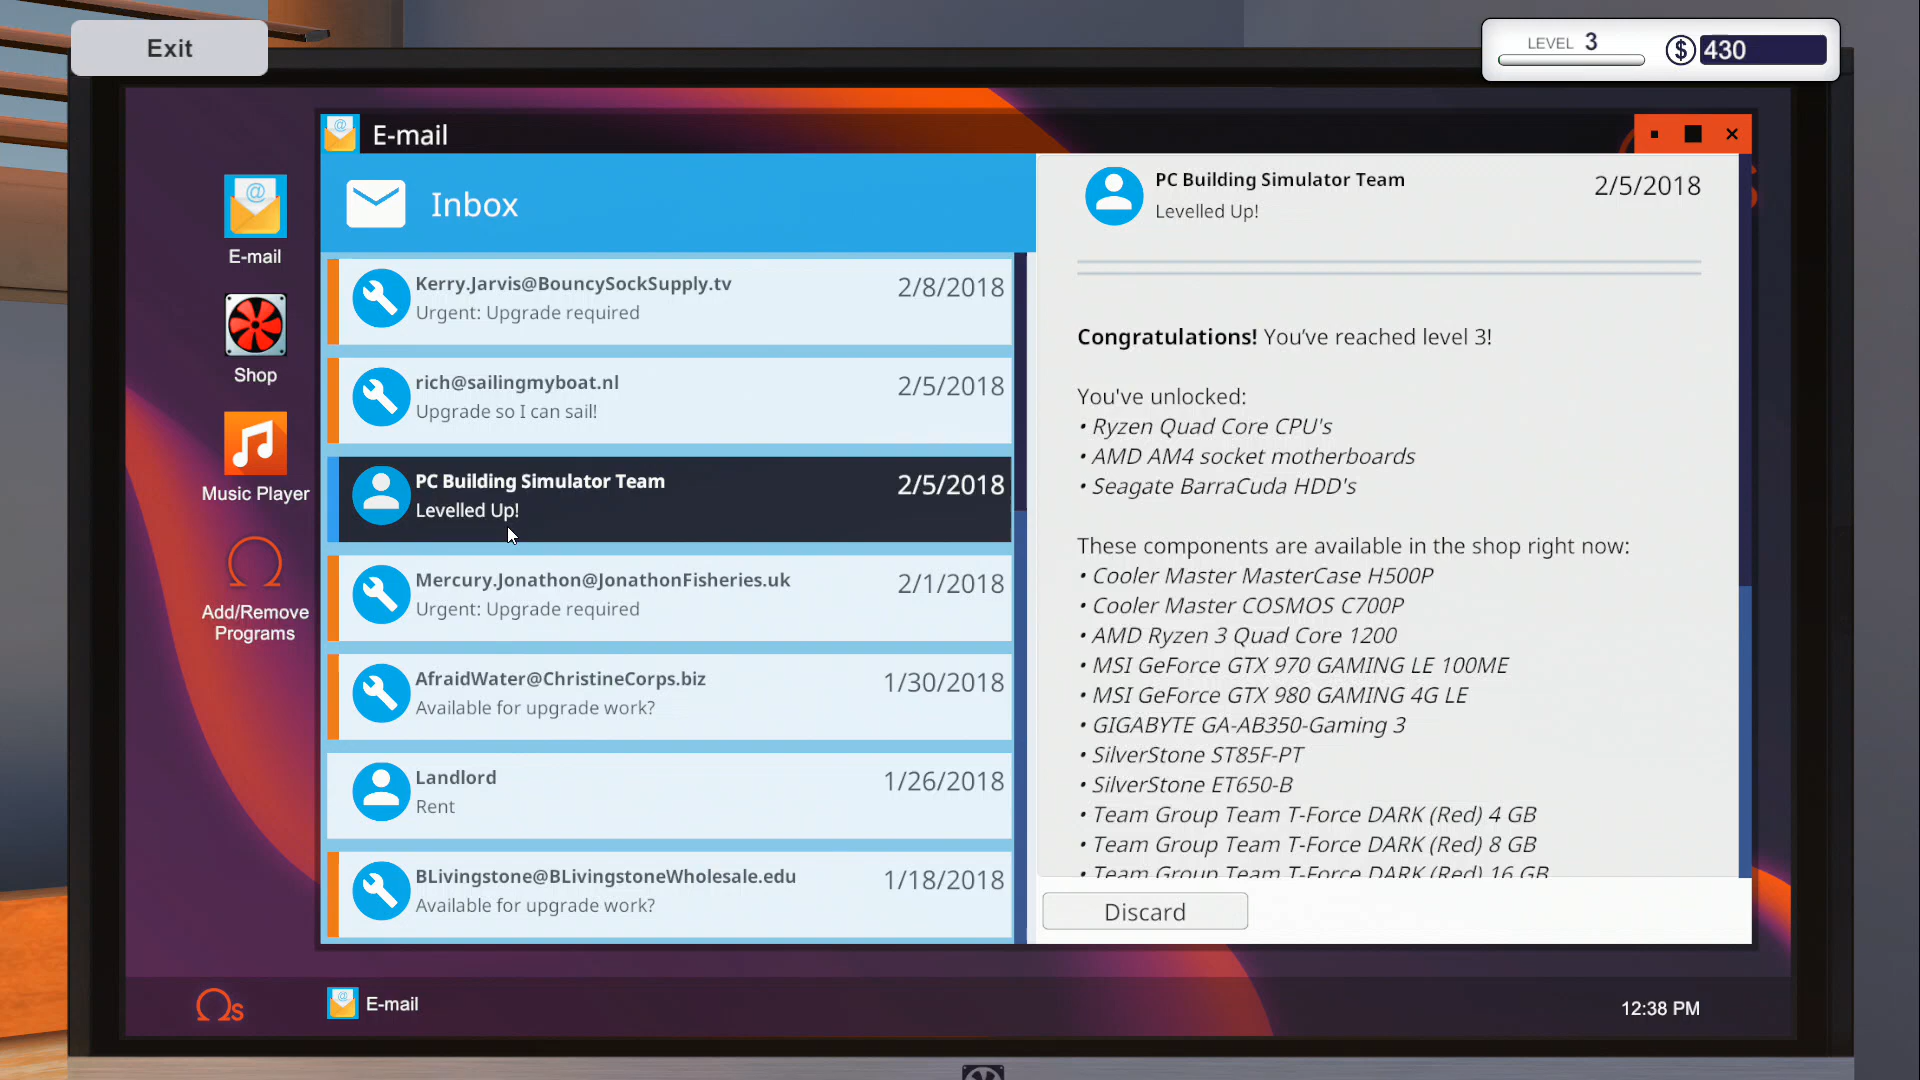 Exit
LEVEL 3
$ 430
E-mail
Inbox
E-mail
Shop
Music Player
Add/Remove
Programs
Kerry.Jarvis@BouncySockSupply.tv 2/8/2018
Urgent: Upgrade required
rich@sailingmyboat.nl 2/5/2018
Upgrade so I can sail!
PC Building Simulator Team 2/5/2018
Levelled Up!
Mercury.Jonathon@JonathonFisheries.uk 2/1/2018
Urgent: Upgrade required
AfraidWater@ChristineCorps.biz 1/30/2018
Available for upgrade work?
Landlord 1/26/2018
Rent
BLivingstone@BLivingstoneWholesale.edu 1/18/2018
Available for upgrade work?
PC Building Simulator Team 2/5/2018
Levelled Up!
Congratulations! You've reached level 3!
You've unlocked:
• Ryzen Quad Core CPU's
• AMD AM4 socket motherboards
• Seagate BarraCuda HDD's
These components are available in the shop right now:
• Cooler Master MasterCase H500P
• Cooler Master COSMOS C700P
• AMD Ryzen 3 Quad Core 1200
• MSI GeForce GTX 970 GAMING LE 100ME
• MSI GeForce GTX 980 GAMING 4G LE
• GIGABYTE GA-AB350-Gaming 3
• SilverStone ST85F-PT
• SilverStone ET650-B
• Team Group Team T-Force DARK (Red) 4 GB
• Team Group Team T-Force DARK (Red) 8 GB
• Team Group Team T-Force DARK (Red) 16 GB
Discard
Ωs
E-mail
12:38 PM